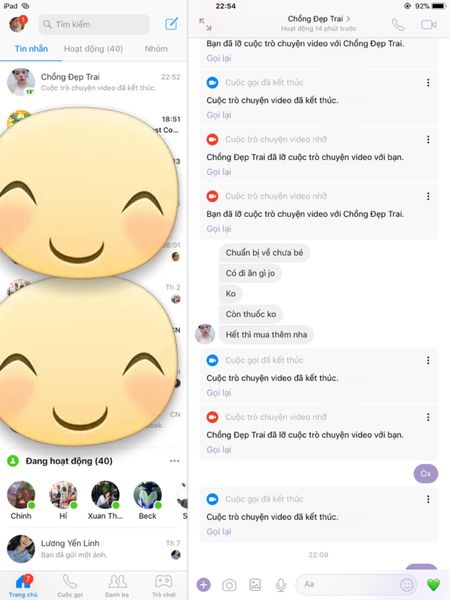 iPad
22:54
92%
1
Tìm kiếm
Tin nhắn
Hoạt động (40)
Nhóm
Chồng Đẹp Trai
22:52
Cuộc trò chuyện video đã kết thúc.
13'
18:51
est Co...
Th 2
CN
CN
ook.
Đang hoạt động (40)
Chinh
Hí
Xuan Th...
Beck
S
Lương Yến Linh
Th 7
Bạn đã gửi một ảnh.
7
Trang chủ
Cuộc gọi
Danh bạ
Trò chơi
Chồng Đẹp Trai
Hoạt động 14 phút trước
Bạn đã lỡ cuộc trò chuyện video với Chồng Đẹp Trai.
Gọi lại
Cuộc gọi đã kết thúc
Cuộc trò chuyện video đã kết thúc.
Gọi lại
Cuộc trò chuyện video nhỡ
Chồng Đẹp Trai đã lỡ cuộc trò chuyện video với bạn.
Gọi lại
Cuộc trò chuyện video nhỡ
Bạn đã lỡ cuộc trò chuyện video với Chồng Đẹp Trai.
Gọi lại
Chuẩn bị về chưa bé
Có đi ăn gì jo
Ko
Còn thuốc ko
Hết thì mua thêm nha
Cuộc gọi đã kết thúc
Cuộc trò chuyện video đã kết thúc.
Gọi lại
Cuộc trò chuyện video nhỡ
Chồng Đẹp Trai đã lỡ cuộc trò chuyện video với bạn.
Gọi lại
Ox
Cuộc gọi đã kết thúc
Cuộc trò chuyện video đã kết thúc.
Gọi lại
22:08
Aa